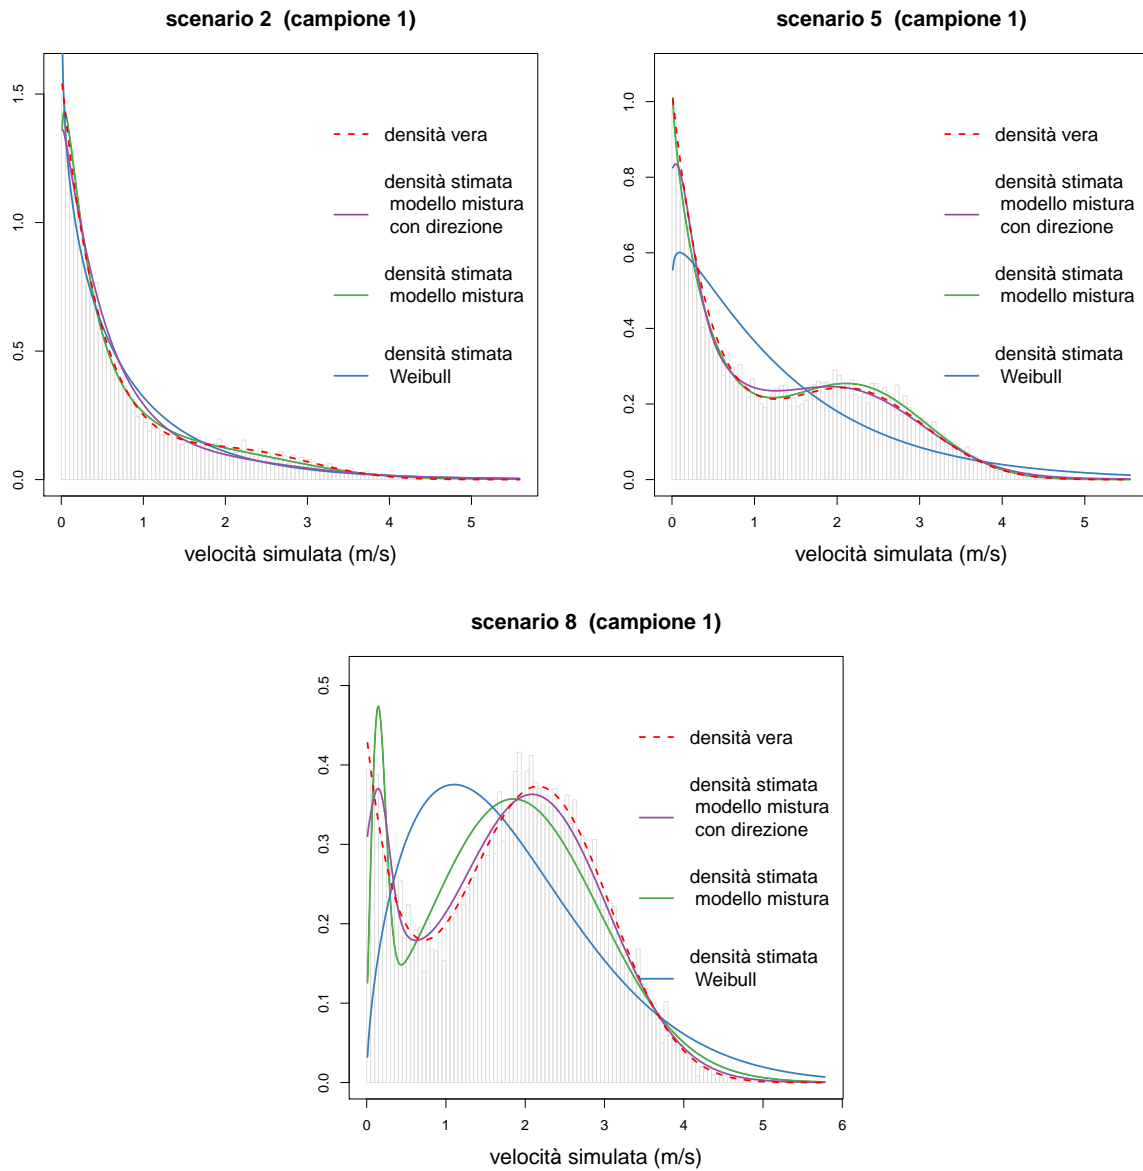 scenario 2 (campione 1)
1.5
1.0
0.5
0.0
densità vera
densità stimata
modello mistura
con direzione
densità stimata
modello mistura
densità stimata
Weibull
0 1 2 3 4 5
velocità simulata (m/s)
scenario 5 (campione 1)
1.0
0.8
0.6
0.4
0.2
0.0
densità vera
densità stimata
modello mistura
con direzione
densità stimata
modello mistura
densità stimata
Weibull
0 1 2 3 4 5
velocità simulata (m/s)
scenario 8 (campione 1)
0.5
0.4
0.3
0.2
0.1
0.0
densità vera
densità stimata
modello mistura
con direzione
densità stimata
modello mistura
densità stimata
Weibull
0 1 2 3 4 5 6
velocità simulata (m/s)